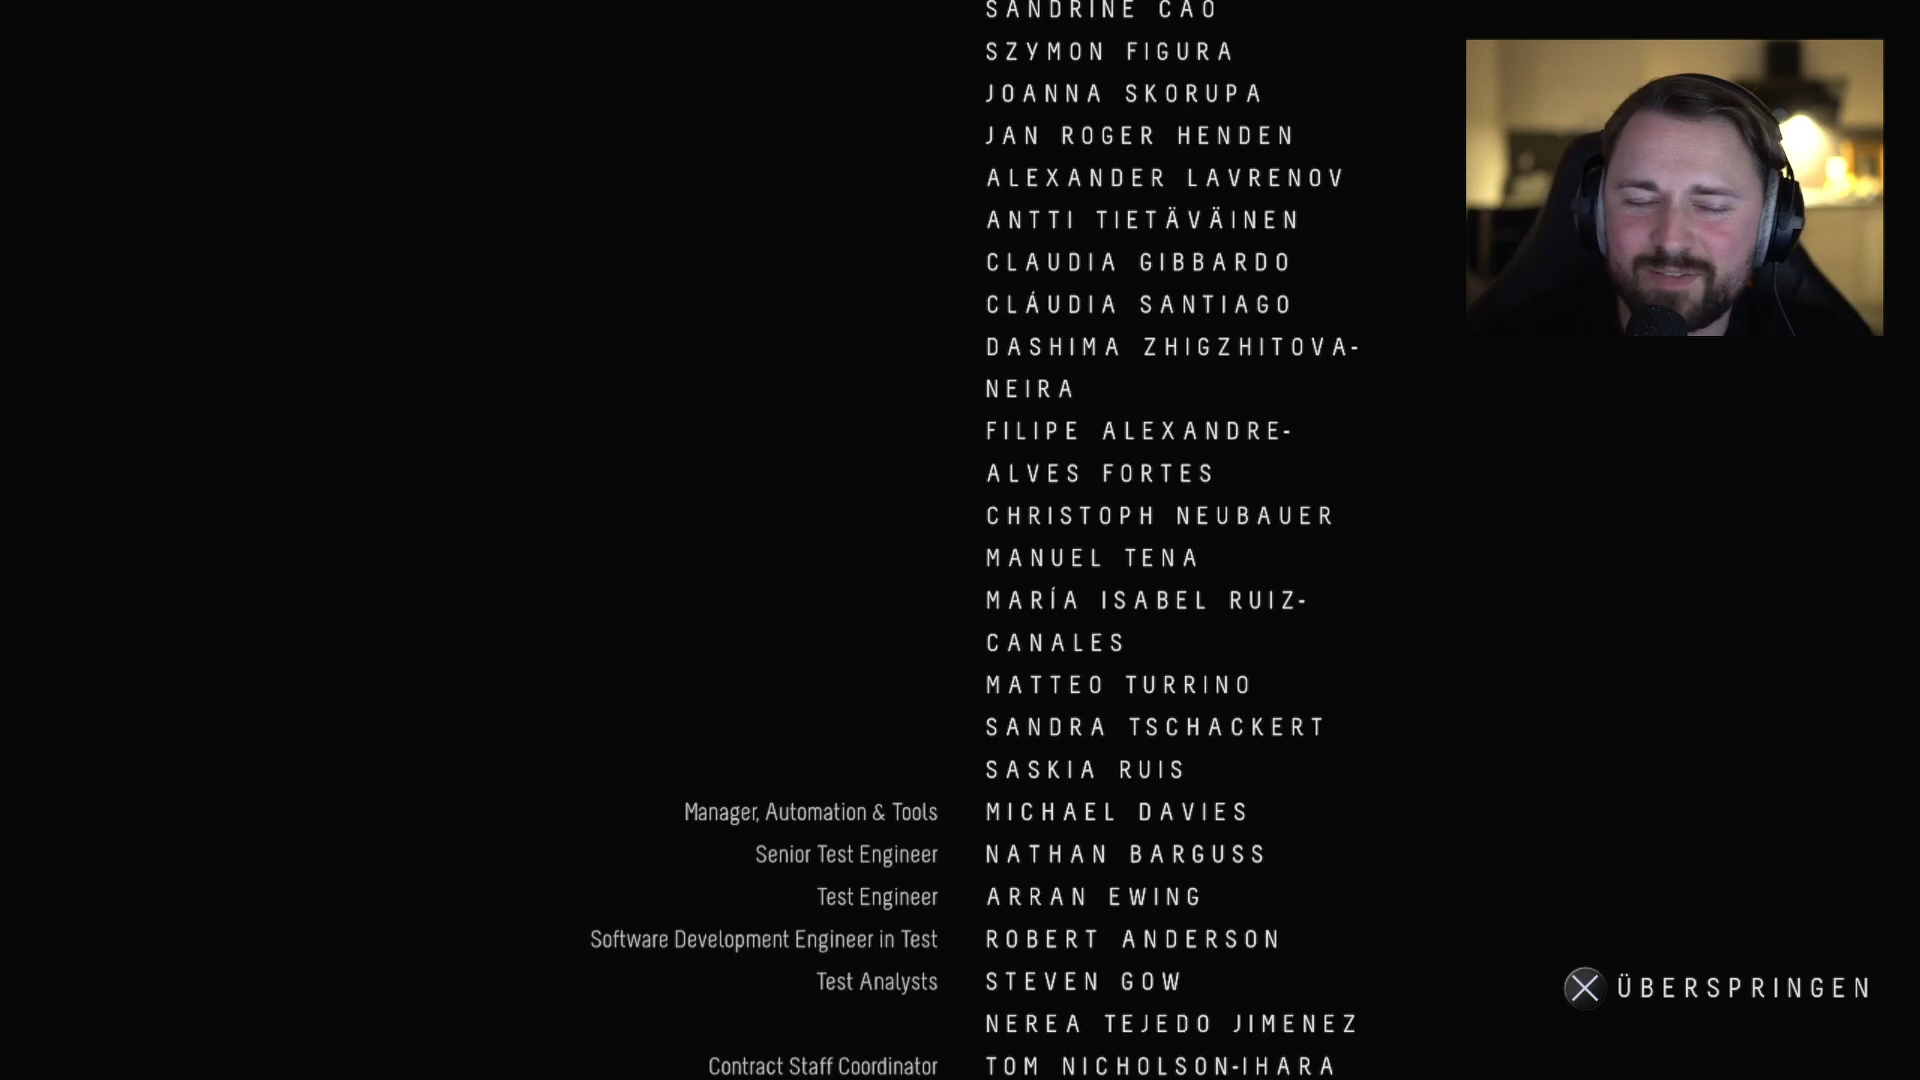 SANDRINE CAO
SZYMON FIGURA
JOANNA SKORUPA
JAN ROGER HENDEN
ALEXANDER LAVRENOV
ANTTI TIETÄVÄINEN
CLAUDIA GIBBARDO
CLÁUDIA SANTIAGO
DASHIMA ZHIGZHITOVA-
NEIRA
FILIPE ALEXANDRE-
ALVES FORTES
CHRISTOPH NEUBAUER
MANUEL TENA
MARÍA ISABEL RUIZ-
CANALES
MATTEO TURRINO
SANDRA TSCHACKERT
SASKIA RUIS
Manager, Automation & Tools MICHAEL DAVIES
Senior Test Engineer NATHAN BARGUSS
Test Engineer ARRAN EWING
Software Development Engineer in Test ROBERT ANDERSON
Test Analysts STEVEN GOW
ÜBERSPRINGEN
NEREA TEJEDO JIMENEZ
Contract Staff Coordinator TOM NICHOLSON-IHARA